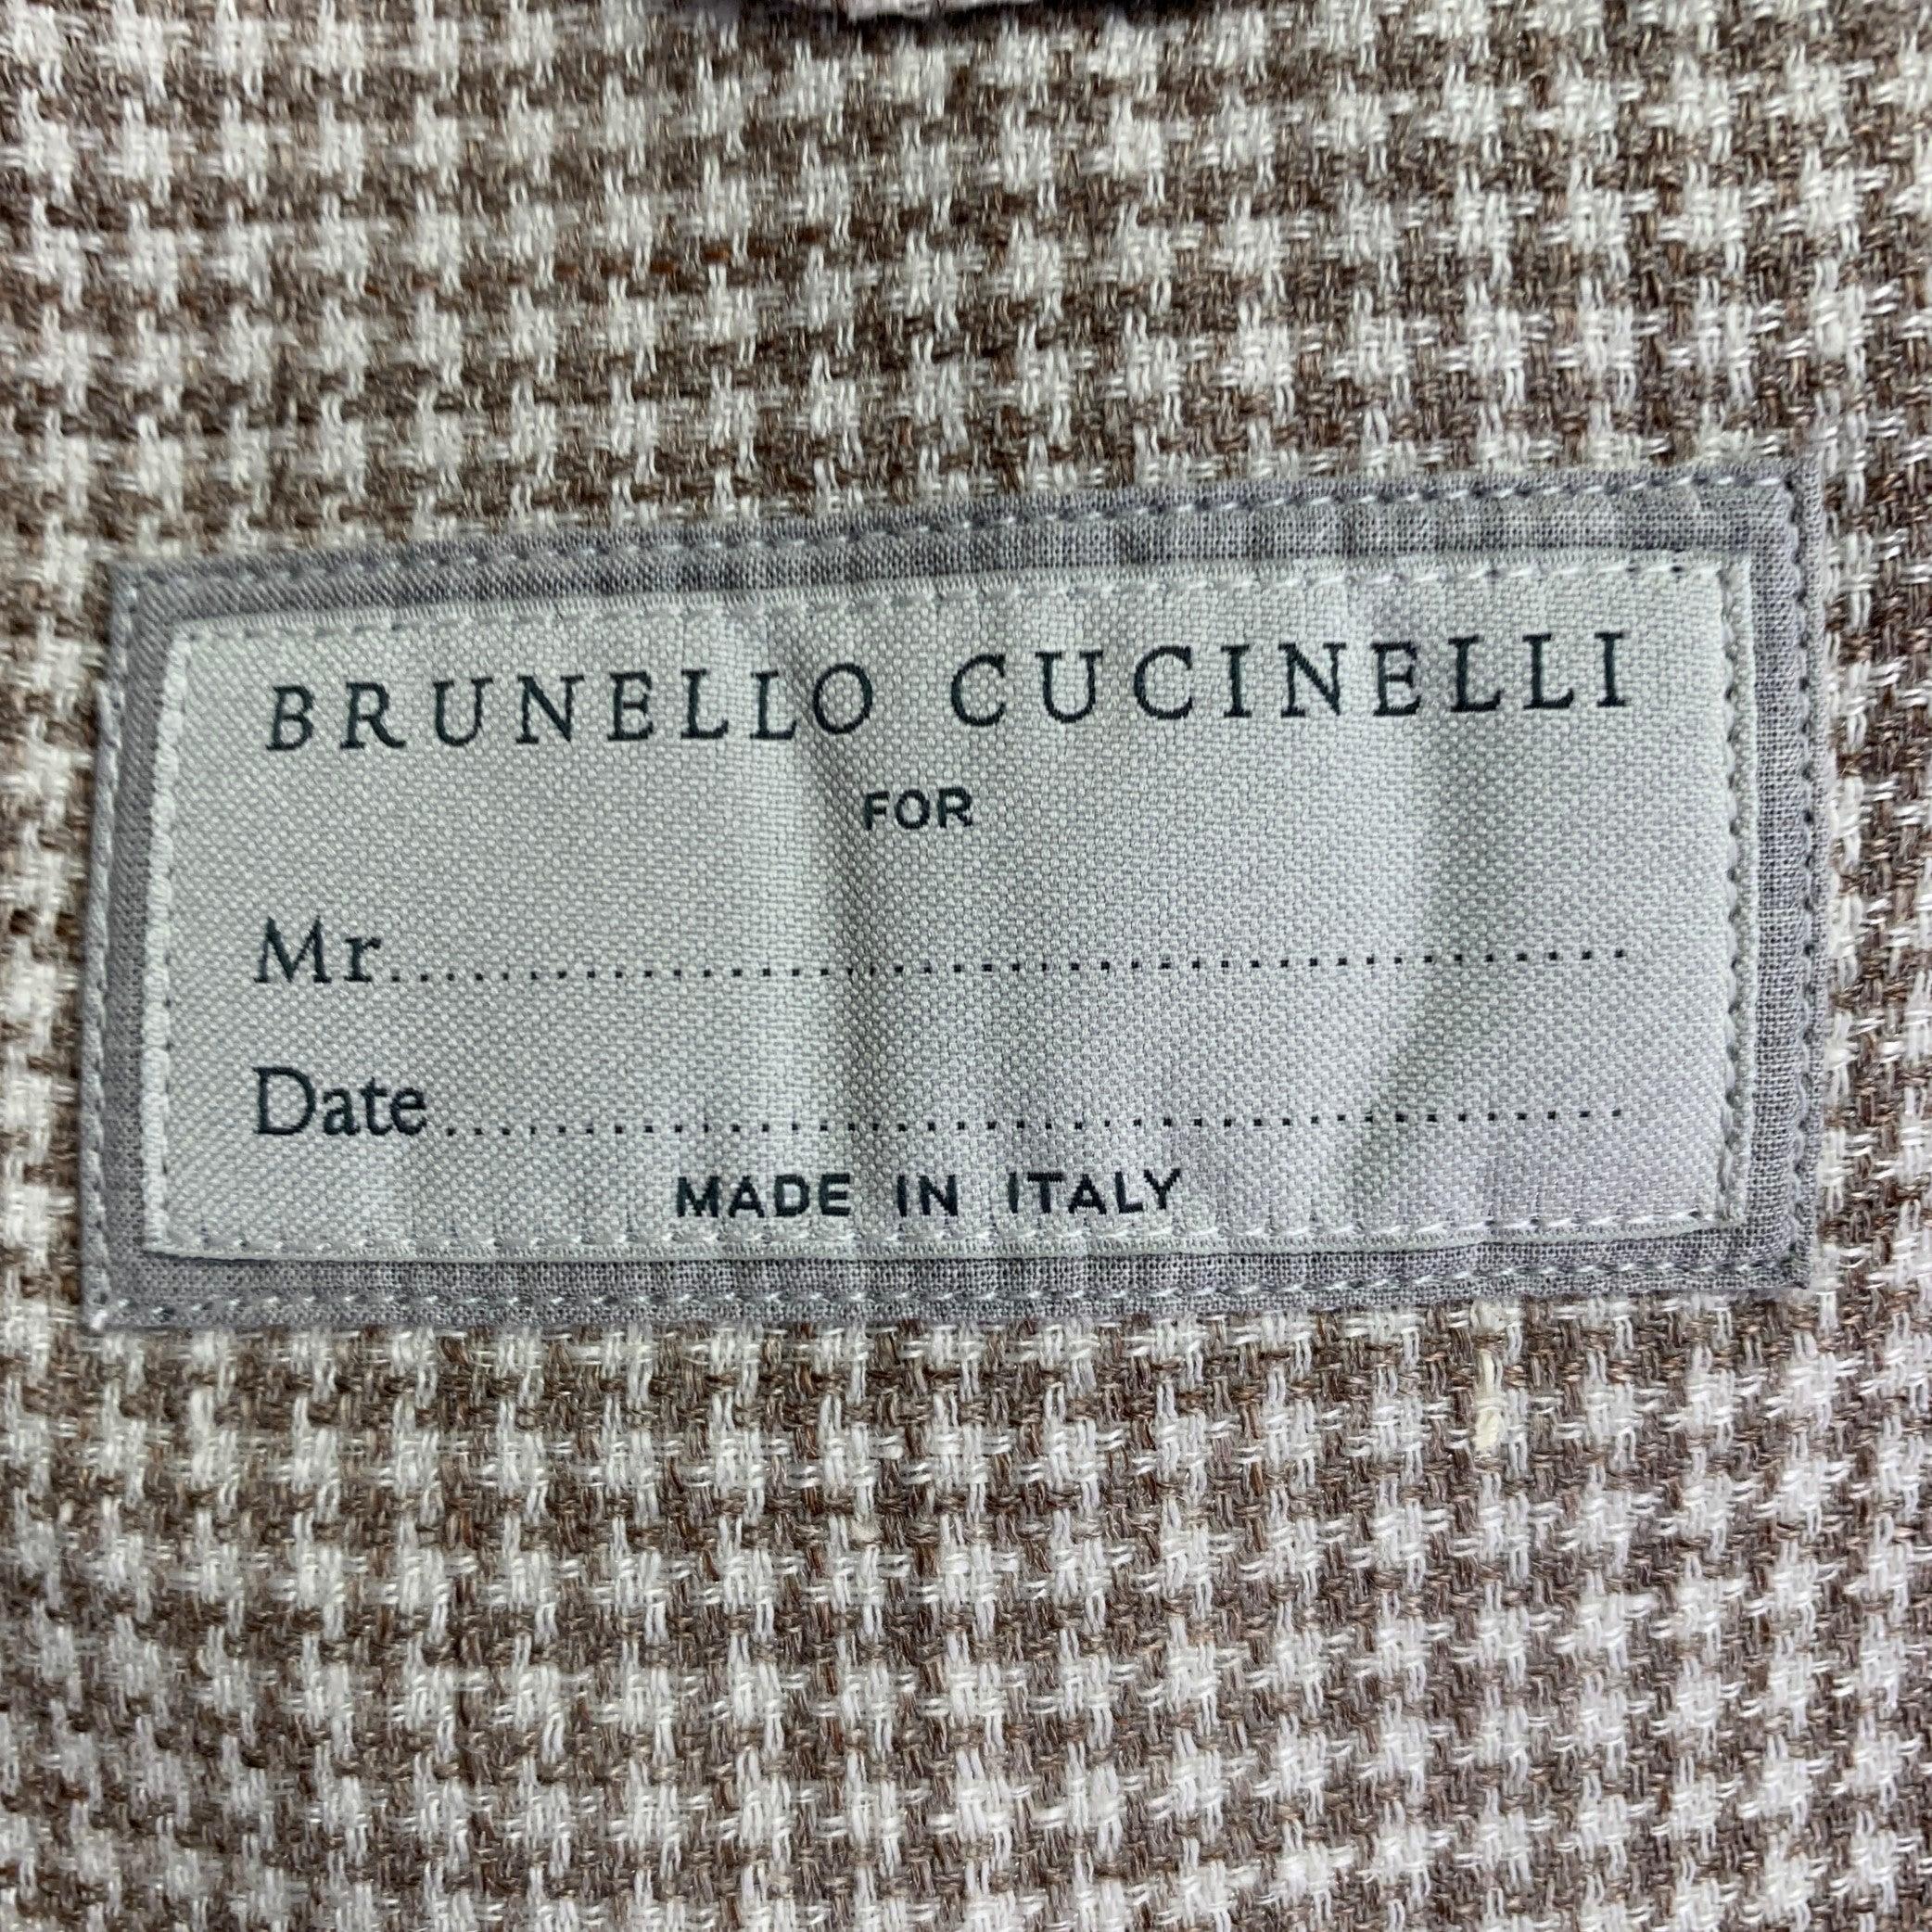 BRUNELLO CUCINELLI
FOR
Mr........................................................
Date.....................................................
MADE IN ITALY